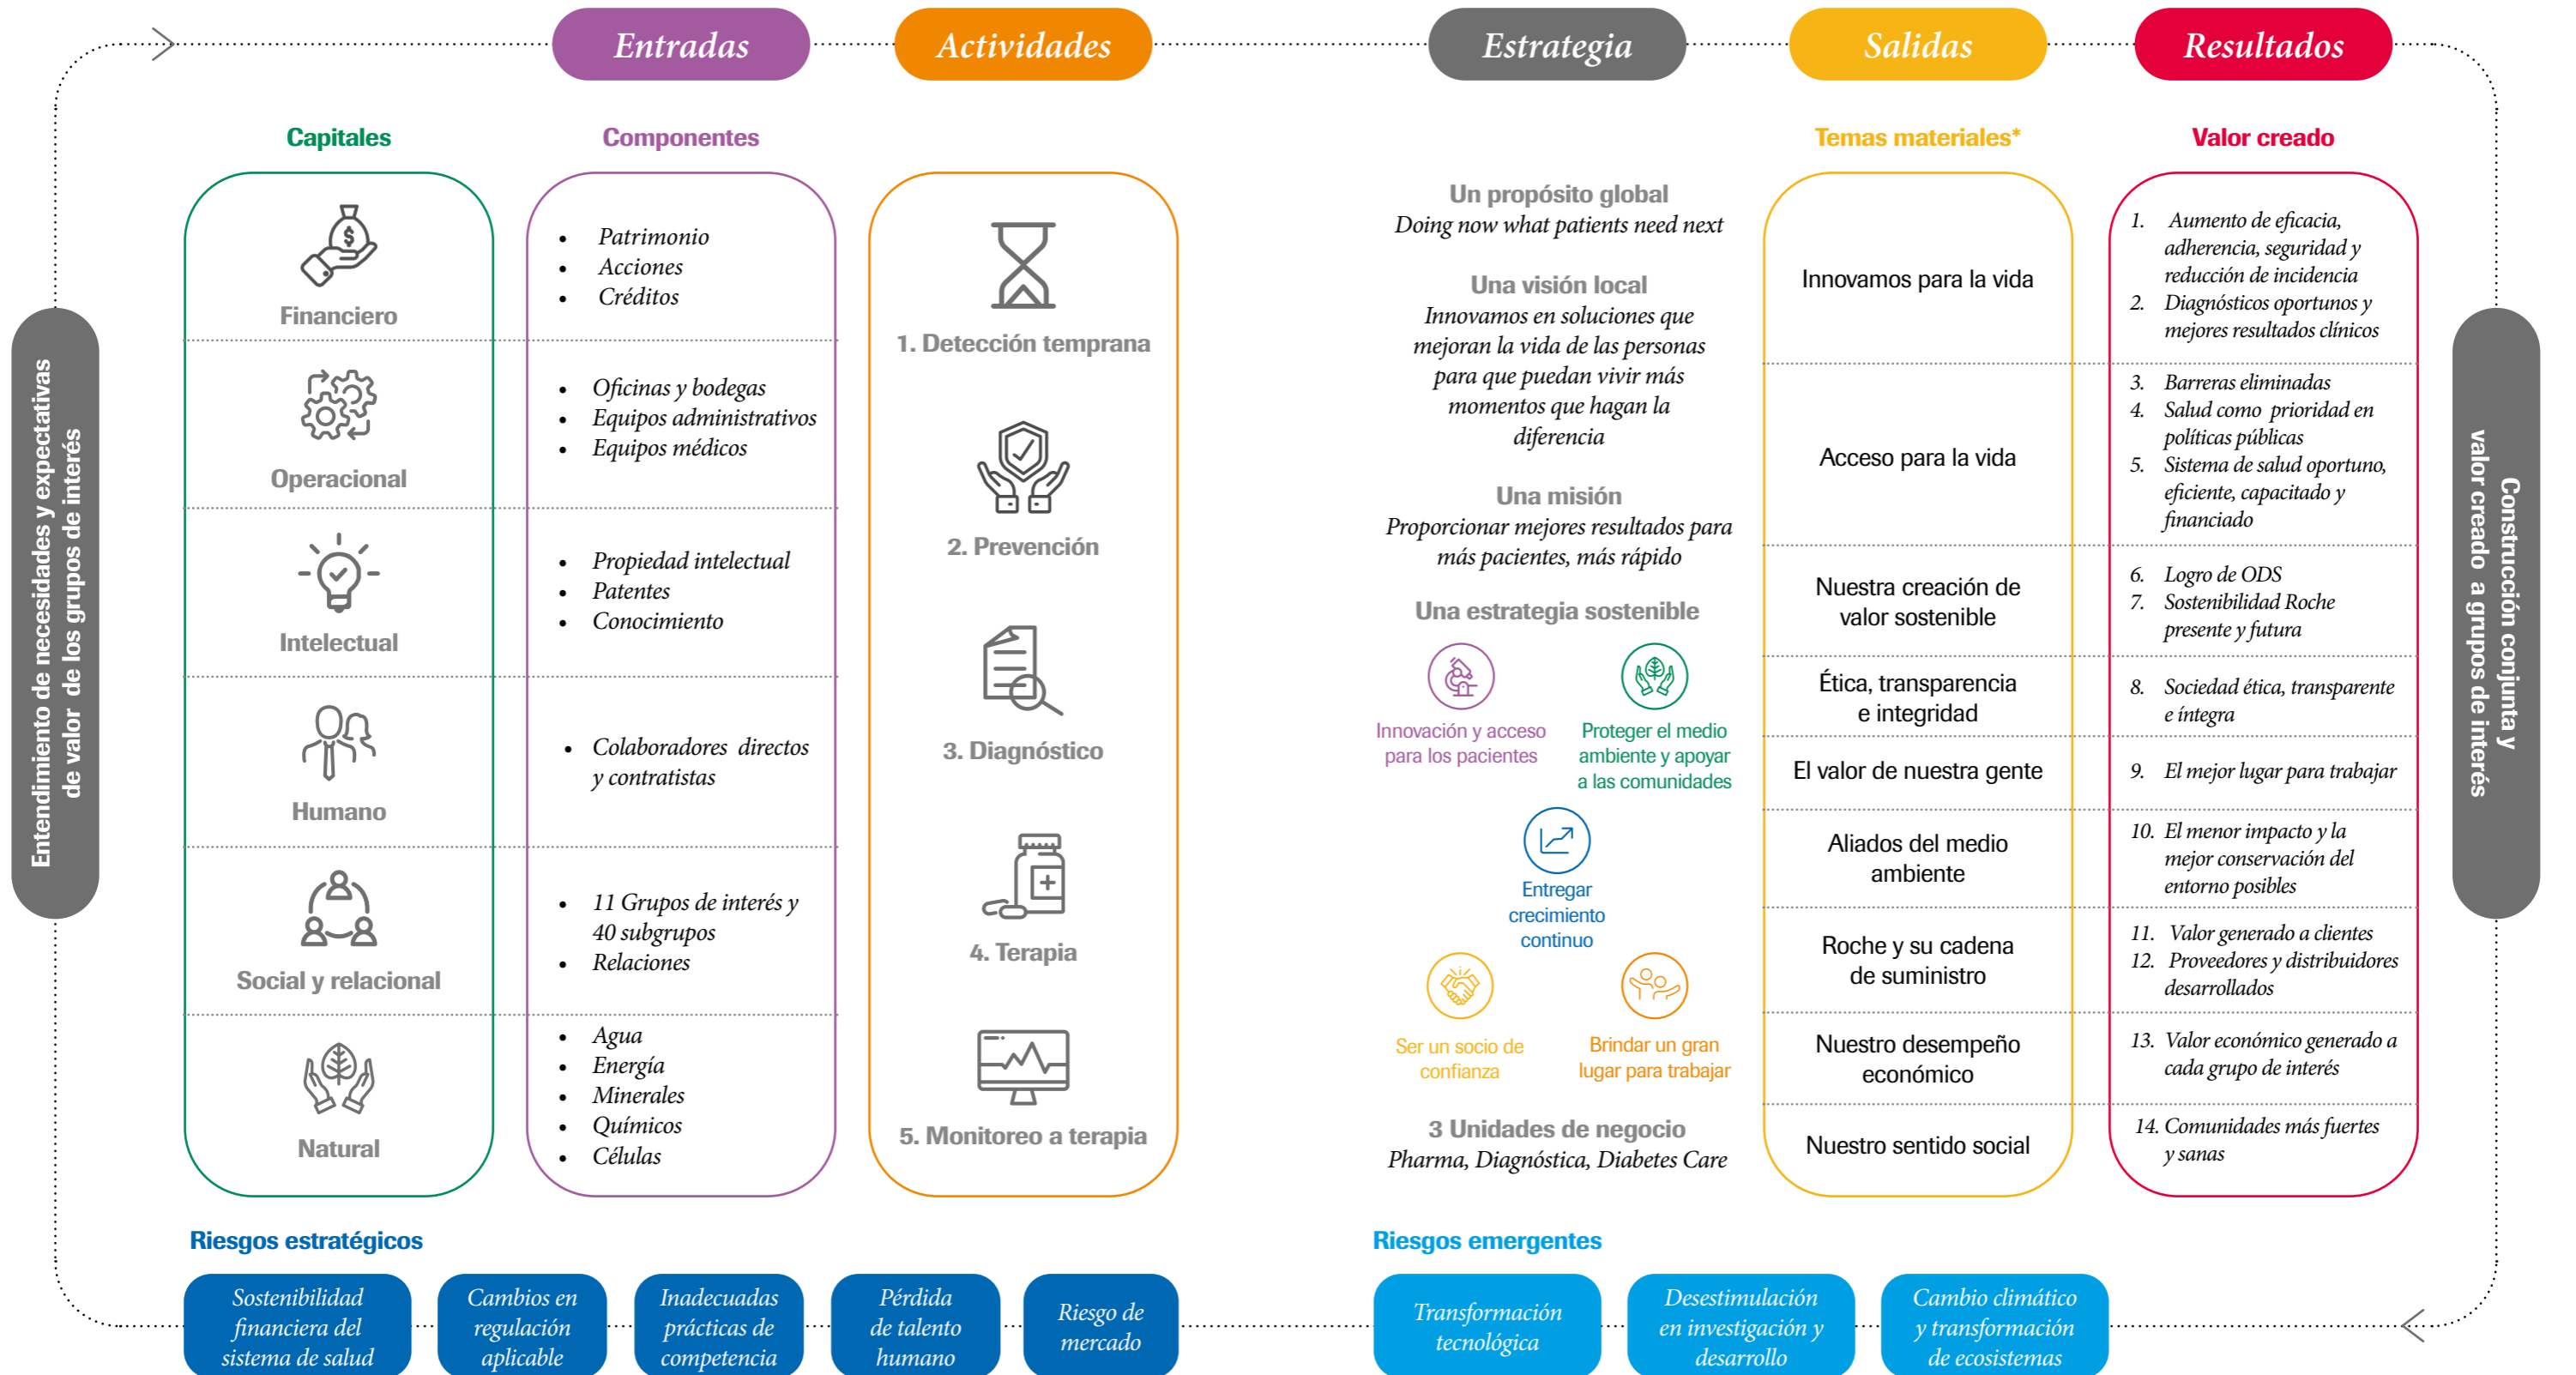 Entradas
Actividades
Estrategia
Salidas
Resultados
Entendimiento de necesidades y expectativas
de valor de los grupos de interés
Capitales
Financiero
Operacional
Intelectual
Humano
Social y relacional
Natural
Componentes
• Patrimonio
• Acciones
• Créditos
• Oficinas y bodegas
• Equipos administrativos
• Equipos médicos
• Propiedad intelectual
• Patentes
• Conocimiento
• Colaboradores directos
y contratistas
• 11 Grupos de interés y
40 subgrupos
• Relaciones
• Agua
• Energía
• Minerales
• Químicos
• Células
1. Detección temprana
2. Prevención
3. Diagnóstico
4. Terapia
5. Monitoreo a terapia
Un propósito global
Doing now what patients need next
Una visión local
Innovamos en soluciones que
mejoran la vida de las personas
para que puedan vivir más
momentos que hagan la
diferencia
Una misión
Proporcionar mejores resultados para
más pacientes, más rápido
Una estrategia sostenible
Innovación y acceso
para los pacientes
Proteger el medio
ambiente y apoyar
a las comunidades
Entregar
crecimiento
continuo
Ser un socio de
confianza
Brindar un gran
lugar para trabajar
3 Unidades de negocio
Pharma, Diagnóstica, Diabetes Care
Temas materiales*
Innovamos para la vida
Acceso para la vida
Nuestra creación de
valor sostenible
Ética, transparencia
e integridad
El valor de nuestra gente
Aliados del medio
ambiente
Roche y su cadena
de suministro
Nuestro desempeño
económico
Nuestro sentido social
Valor creado
1. Aumento de eficacia,
adherencia, seguridad y
reducción de incidencia
2. Diagnósticos oportunos y
mejores resultados clínicos
3. Barreras eliminadas
4. Salud como prioridad en
políticas públicas
5. Sistema de salud oportuno,
eficiente, capacitado y
financiado
6. Logro de ODS
7. Sostenibilidad Roche
presente y futura
8. Sociedad ética, transparente
e íntegra
9. El mejor lugar para trabajar
10. El menor impacto y la
mejor conservación del
entorno posibles
11. Valor generado a clientes
12. Proveedores y distribuidores
desarrollados
13. Valor económico generado a
cada grupo de interés
14. Comunidades más fuertes
y sanas
Construcción conjunta y
valor creado a grupos de interés
Riesgos estratégicos
Sostenibilidad
financiera del
sistema de salud
Cambios en
regulación
aplicable
Inadecuadas
prácticas de
competencia
Pérdida
de talento
humano
Riesgo de
mercado
Riesgos emergentes
Transformación
tecnológica
Desestimulación
en investigación y
desarrollo
Cambio climático
y transformación
de ecosistemas